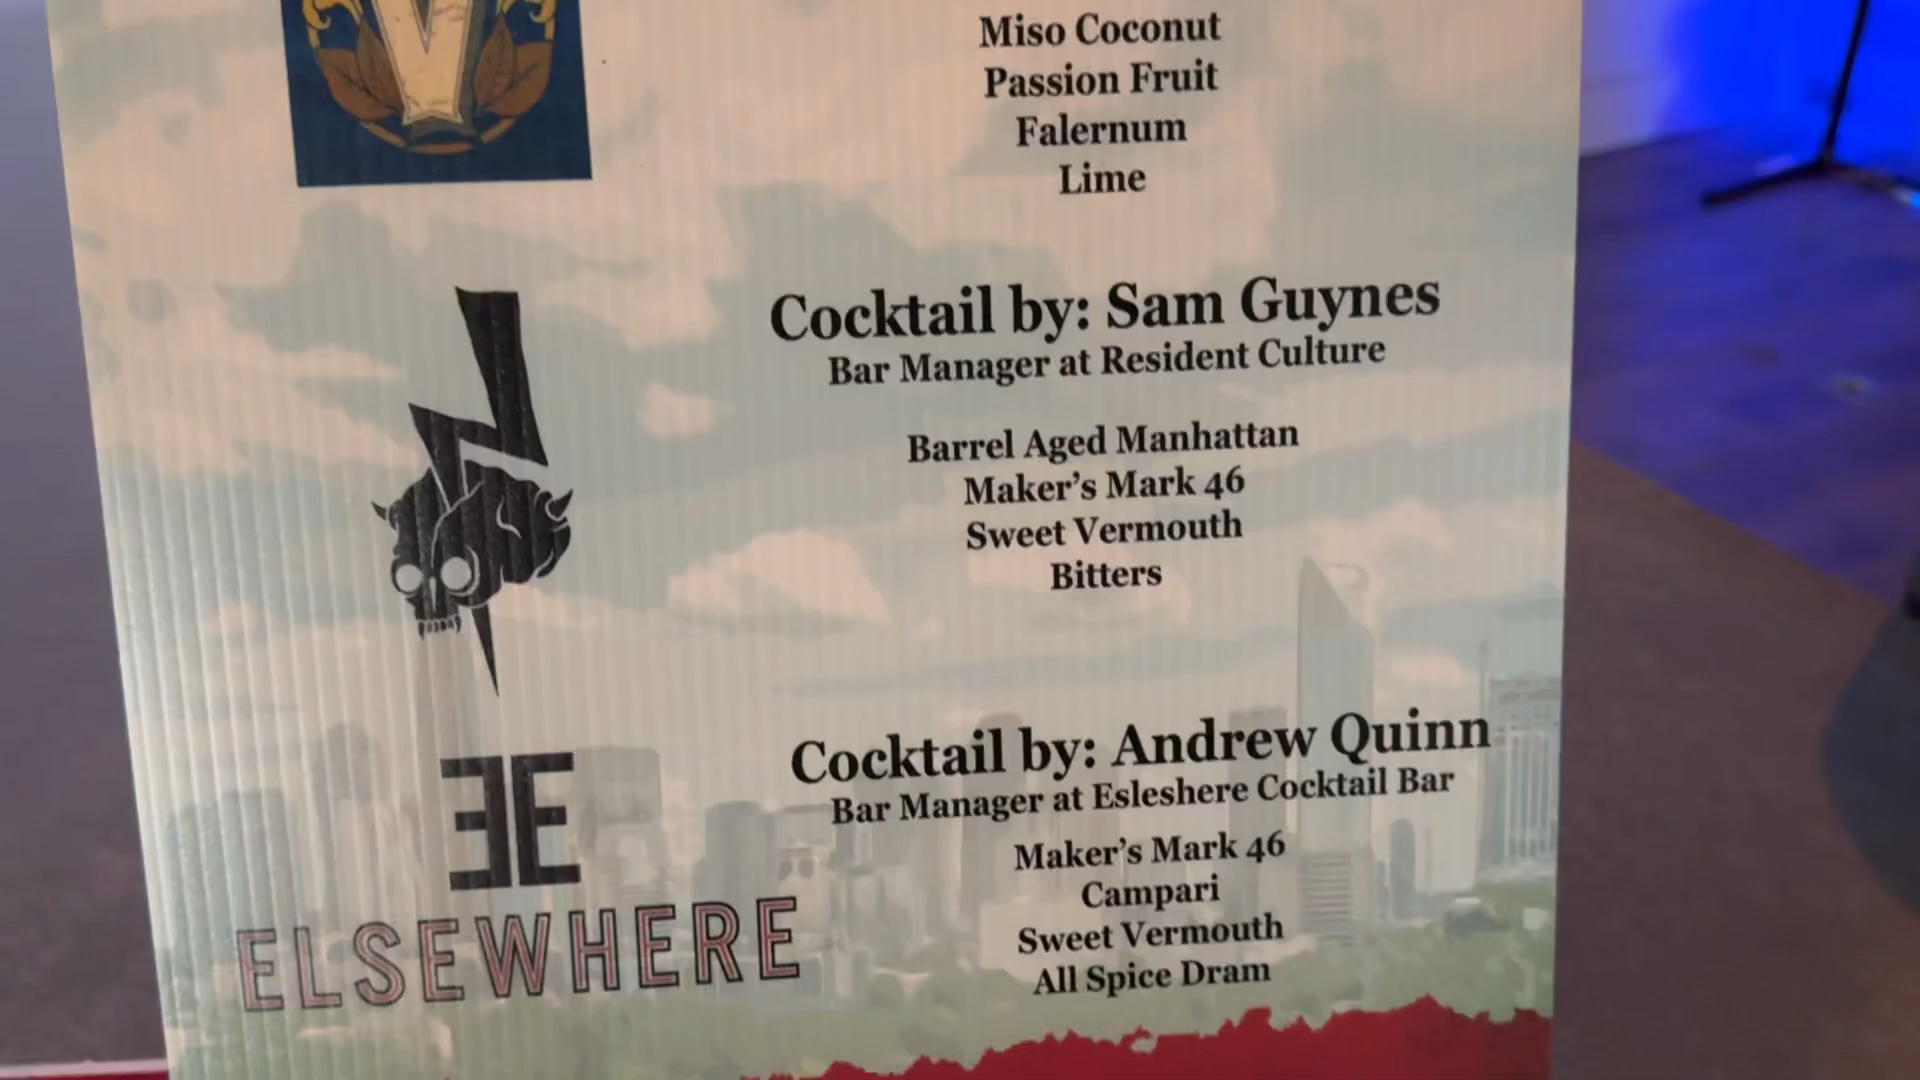 V
Miso Coconut
Passion Fruit
Falernum
Lime
Cocktail by: Sam Guynes
Bar Manager at Resident Culture
Barrel Aged Manhattan
Maker's Mark 46
Sweet Vermouth
Bitters
Cocktail by: Andrew Quinn
Bar Manager at Esleshere Cocktail Bar
Maker's Mark 46
Campari
Sweet Vermouth
All Spice Dram
ƎE
ELSEWHERE